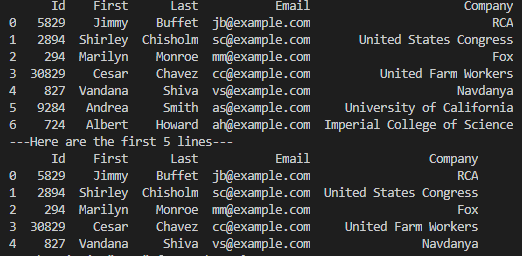 Id First Last Email Company
0 5829 Jimmy Buffet jb@example.com RCA
1 2894 Shirley Chisholm sc@example.com United States Congress
2 294 Marilyn Monroe mm@example.com Fox
3 30829 Cesar Chavez cc@example.com United Farm Workers
4 827 Vandana Shiva vs@example.com Navdanya
5 9284 Andrea Smith as@example.com University of California
6 724 Albert Howard ah@example.com Imperial College of Science
---Here are the first 5 lines---
Id First Last Email Company
0 5829 Jimmy Buffet jb@example.com RCA
1 2894 Shirley Chisholm sc@example.com United States Congress
2 294 Marilyn Monroe mm@example.com Fox
3 30829 Cesar Chavez cc@example.com United Farm Workers
4 827 Vandana Shiva vs@example.com Navdanya